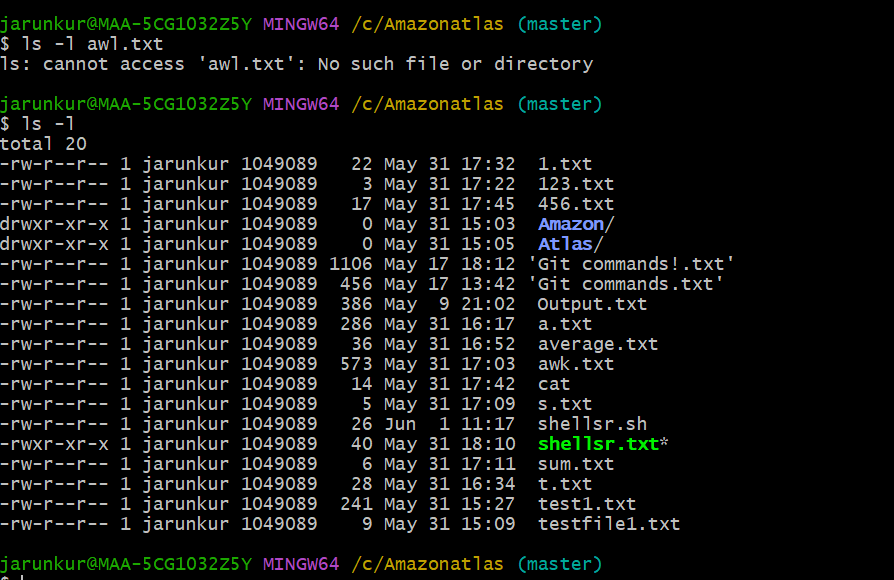 jarunkur@MAA-5CG1032Z5Y MINGW64 /c/Amazonatlas (master)
$ ls -l awl.txt
ls: cannot access 'awl.txt': No such file or directory
jarunkur@MAA-5CG1032Z5Y MINGW64 /c/Amazonatlas (master)
$ ls -l
total 20
-rw-r--r-- 1 jarunkur 1049089   22 May 31 17:32  1.txt
-rw-r--r-- 1 jarunkur 1049089    3 May 31 17:22  123.txt
-rw-r--r-- 1 jarunkur 1049089   17 May 31 17:45  456.txt
drwxr-xr-x 1 jarunkur 1049089    0 May 31 15:03  Amazon/
drwxr-xr-x 1 jarunkur 1049089    0 May 31 15:05  Atlas/
-rw-r--r-- 1 jarunkur 1049089 1106 May 17 18:12 'Git commands!.txt'
-rw-r--r-- 1 jarunkur 1049089  456 May 17 13:42 'Git commands.txt'
-rw-r--r-- 1 jarunkur 1049089  386 May  9 21:02  Output.txt
-rw-r--r-- 1 jarunkur 1049089  286 May 31 16:17  a.txt
-rw-r--r-- 1 jarunkur 1049089   36 May 31 16:52  average.txt
-rw-r--r-- 1 jarunkur 1049089  573 May 31 17:03  awk.txt
-rw-r--r-- 1 jarunkur 1049089   14 May 31 17:42  cat
-rw-r--r-- 1 jarunkur 1049089    5 May 31 17:09  s.txt
-rw-r--r-- 1 jarunkur 1049089   26 Jun  1 11:17  shellsr.sh
-rwxr-xr-x 1 jarunkur 1049089   40 May 31 18:10  shellsr.txt*
-rw-r--r-- 1 jarunkur 1049089    6 May 31 17:11  sum.txt
-rw-r--r-- 1 jarunkur 1049089   28 May 31 16:34  t.txt
-rw-r--r-- 1 jarunkur 1049089  241 May 31 15:27  test1.txt
-rw-r--r-- 1 jarunkur 1049089    9 May 31 15:09  testfile1.txt
jarunkur@MAA-5CG1032Z5Y MINGW64 /c/Amazonatlas (master)
$